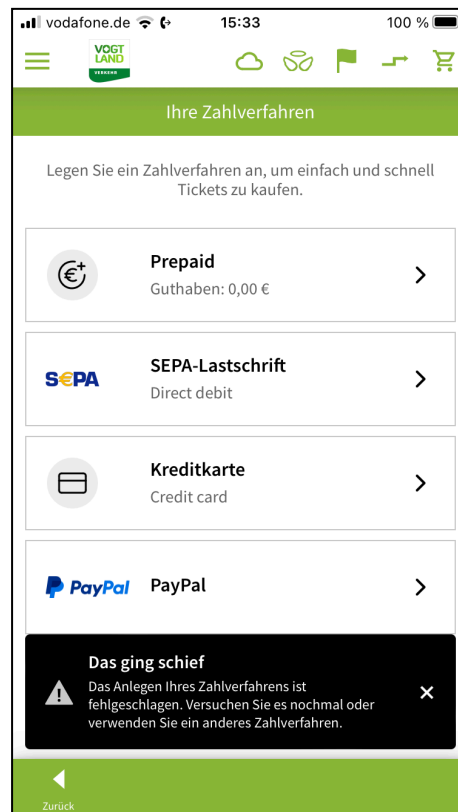 vodafone.de 15:33 100 %
VOGT
LAND
VERKEHR
Ihre Zahlverfahren
Legen Sie ein Zahlverfahren an, um einfach und schnell
Tickets zu kaufen.
Prepaid
Guthaben: 0,00 €
S€PA
SEPA-Lastschrift
Direct debit
Kreditkarte
Credit card
PayPal
PayPal
Das ging schief
Das Anlegen Ihres Zahlverfahrens ist
fehlgeschlagen. Versuchen Sie es nochmal oder
verwenden Sie ein anderes Zahlverfahren.
Zurück